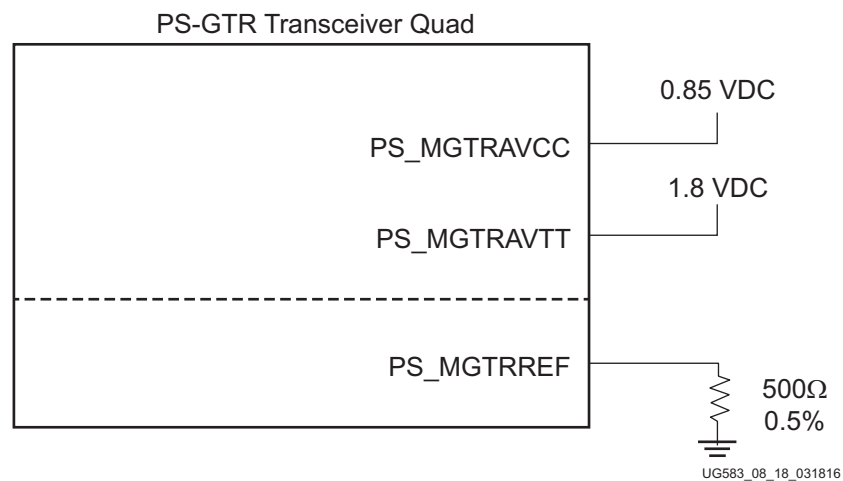 PS-GTR Transceiver Quad
0.85 VDC
PS_MGTRAVCC
1.8 VDC
PS_MGTRAVTT
PS_MGTRREF
500Ω
0.5%
UG583_08_18_031816